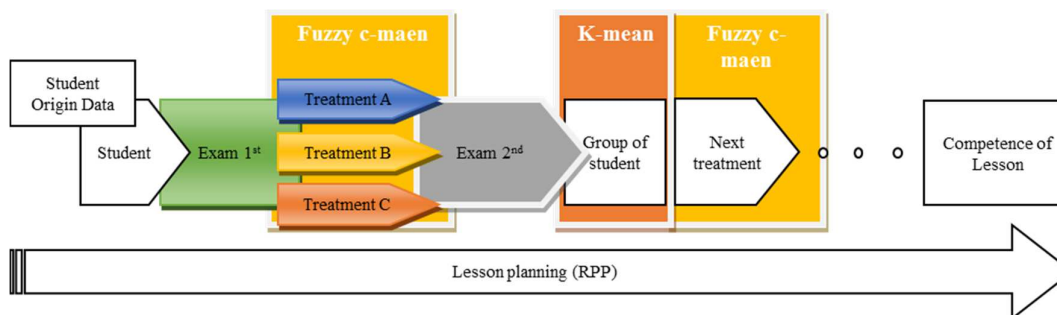 Fuzzy c-maen
K-mean
Fuzzy c-
maen
Student
Origin Data
Student
Exam 1st
Treatment A
Treatment B
Treatment C
Exam 2nd
Group of
student
Next
treatment
Competence of
Lesson
Lesson planning (RPP)